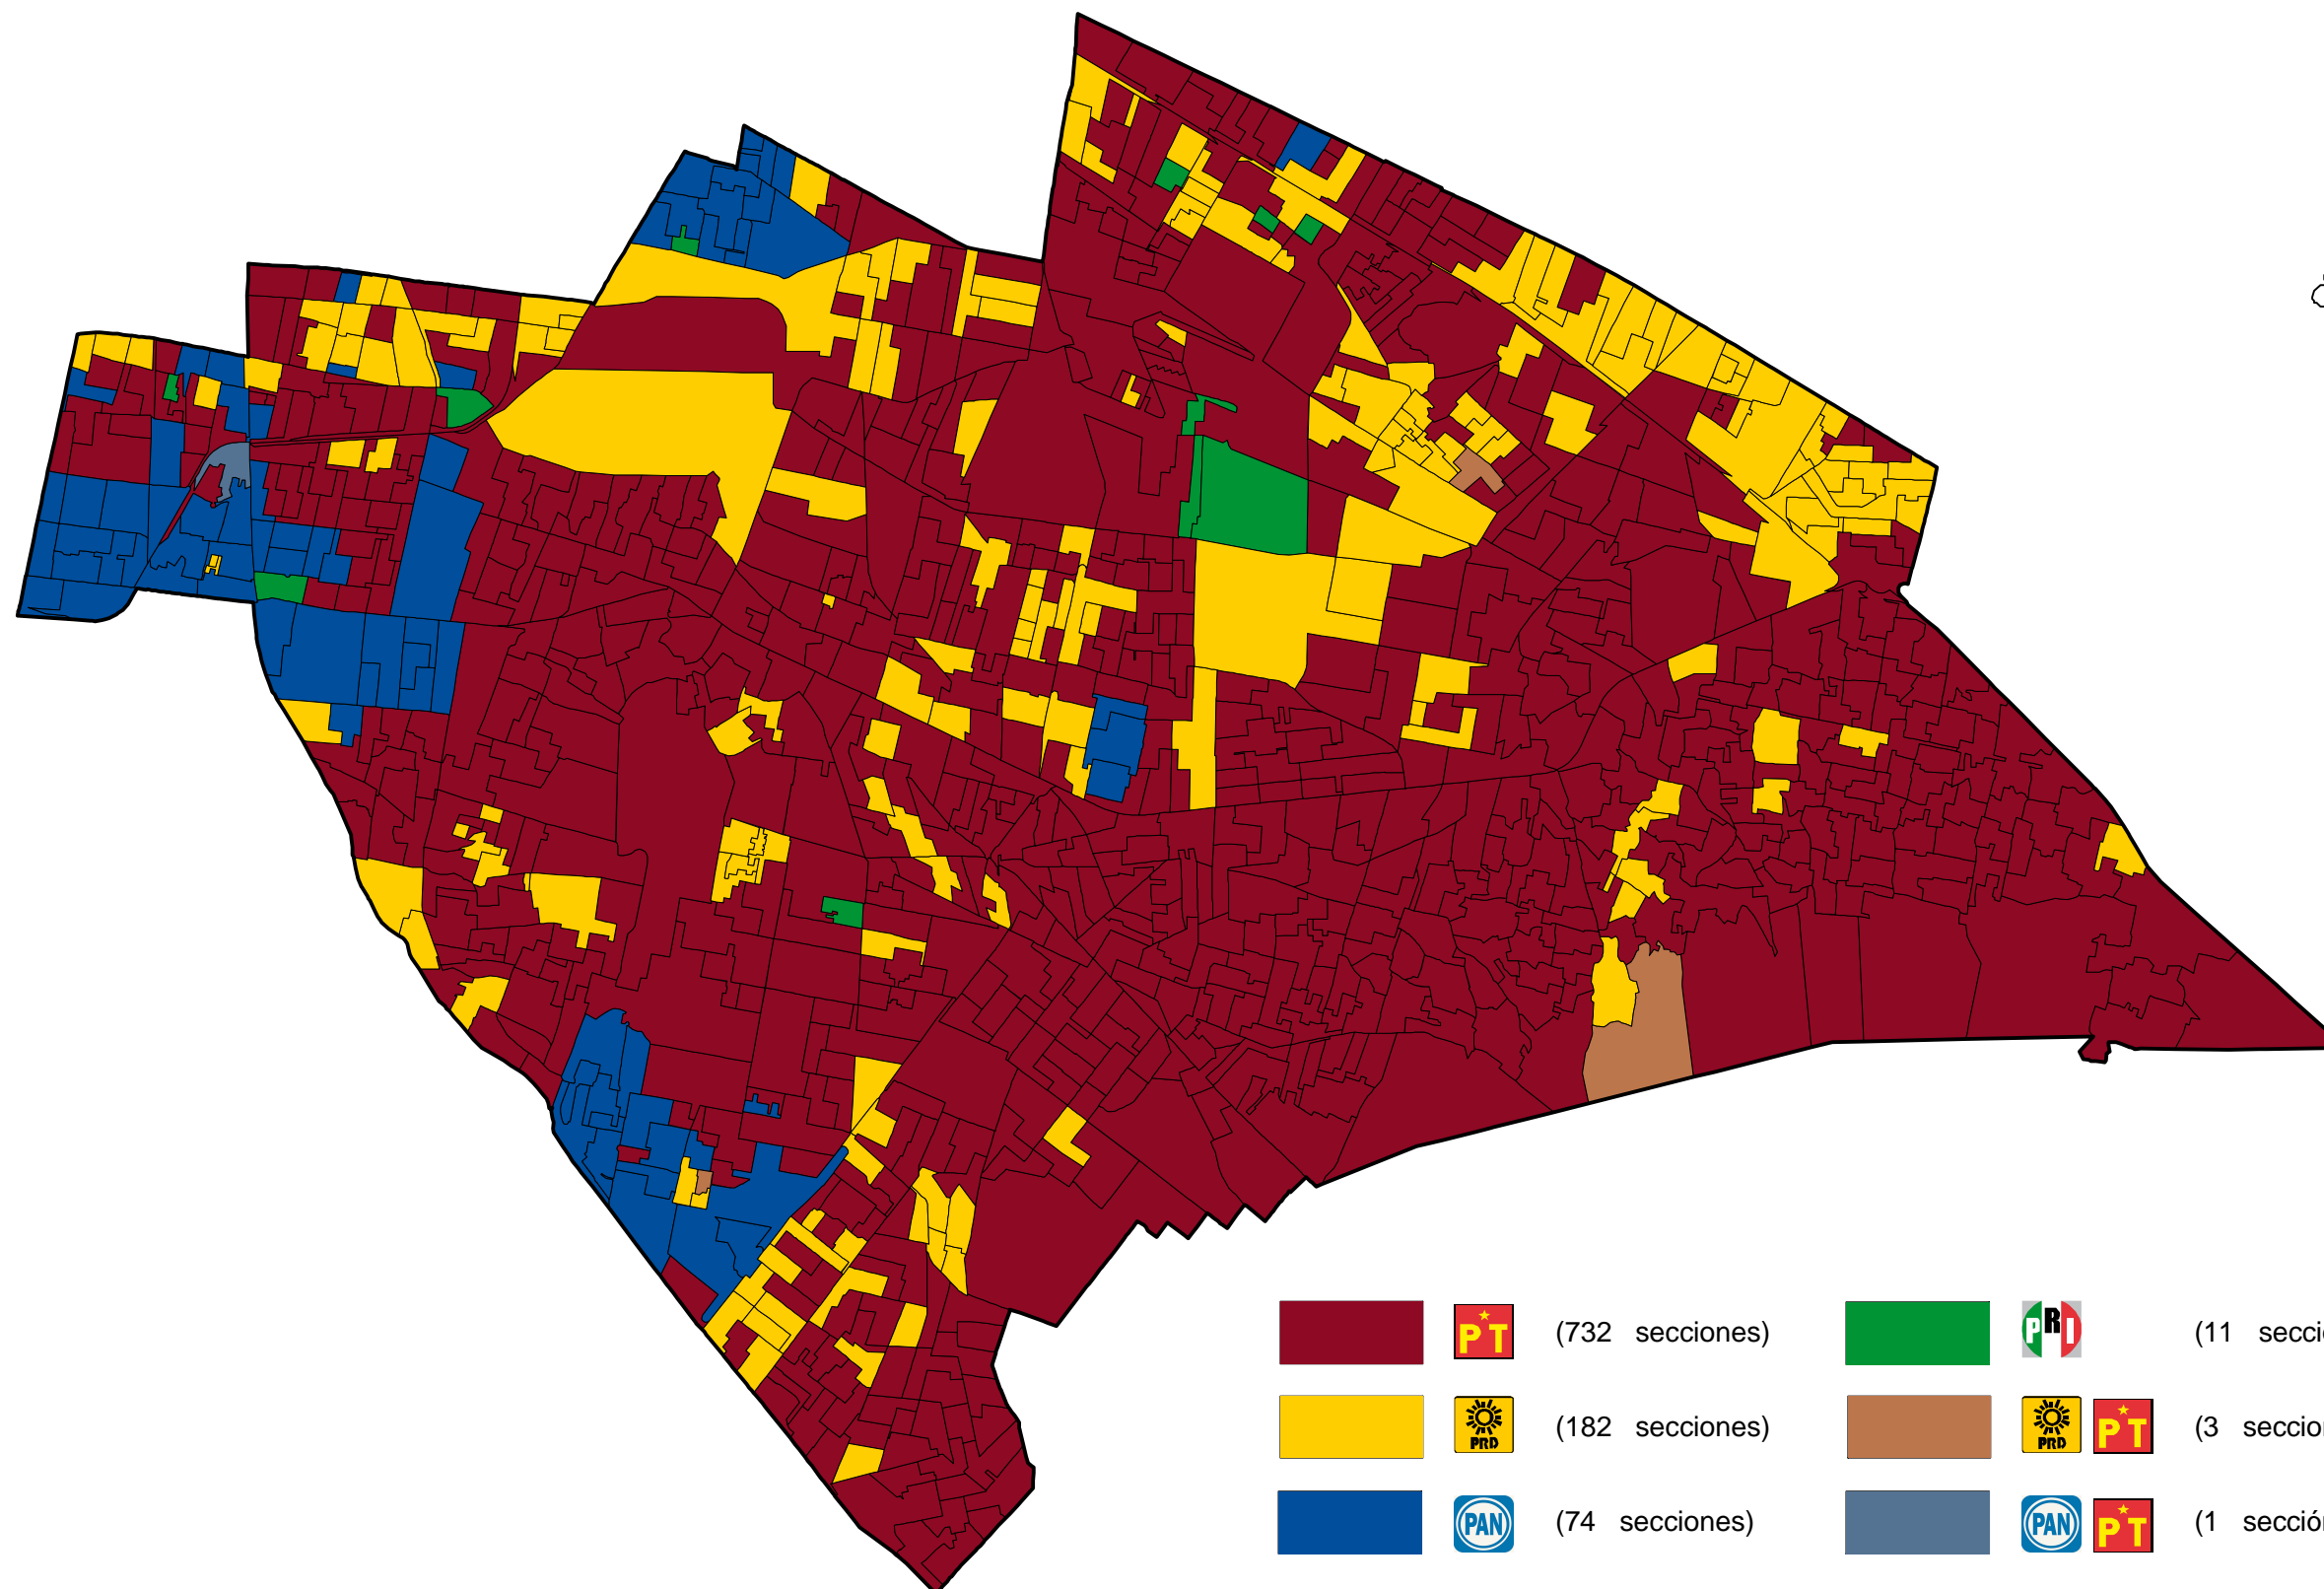 PT (732 secciones)
PRI (11
PRD (182 secciones)
PRD PT (3
PAN (74 secciones)
PAN PT (1